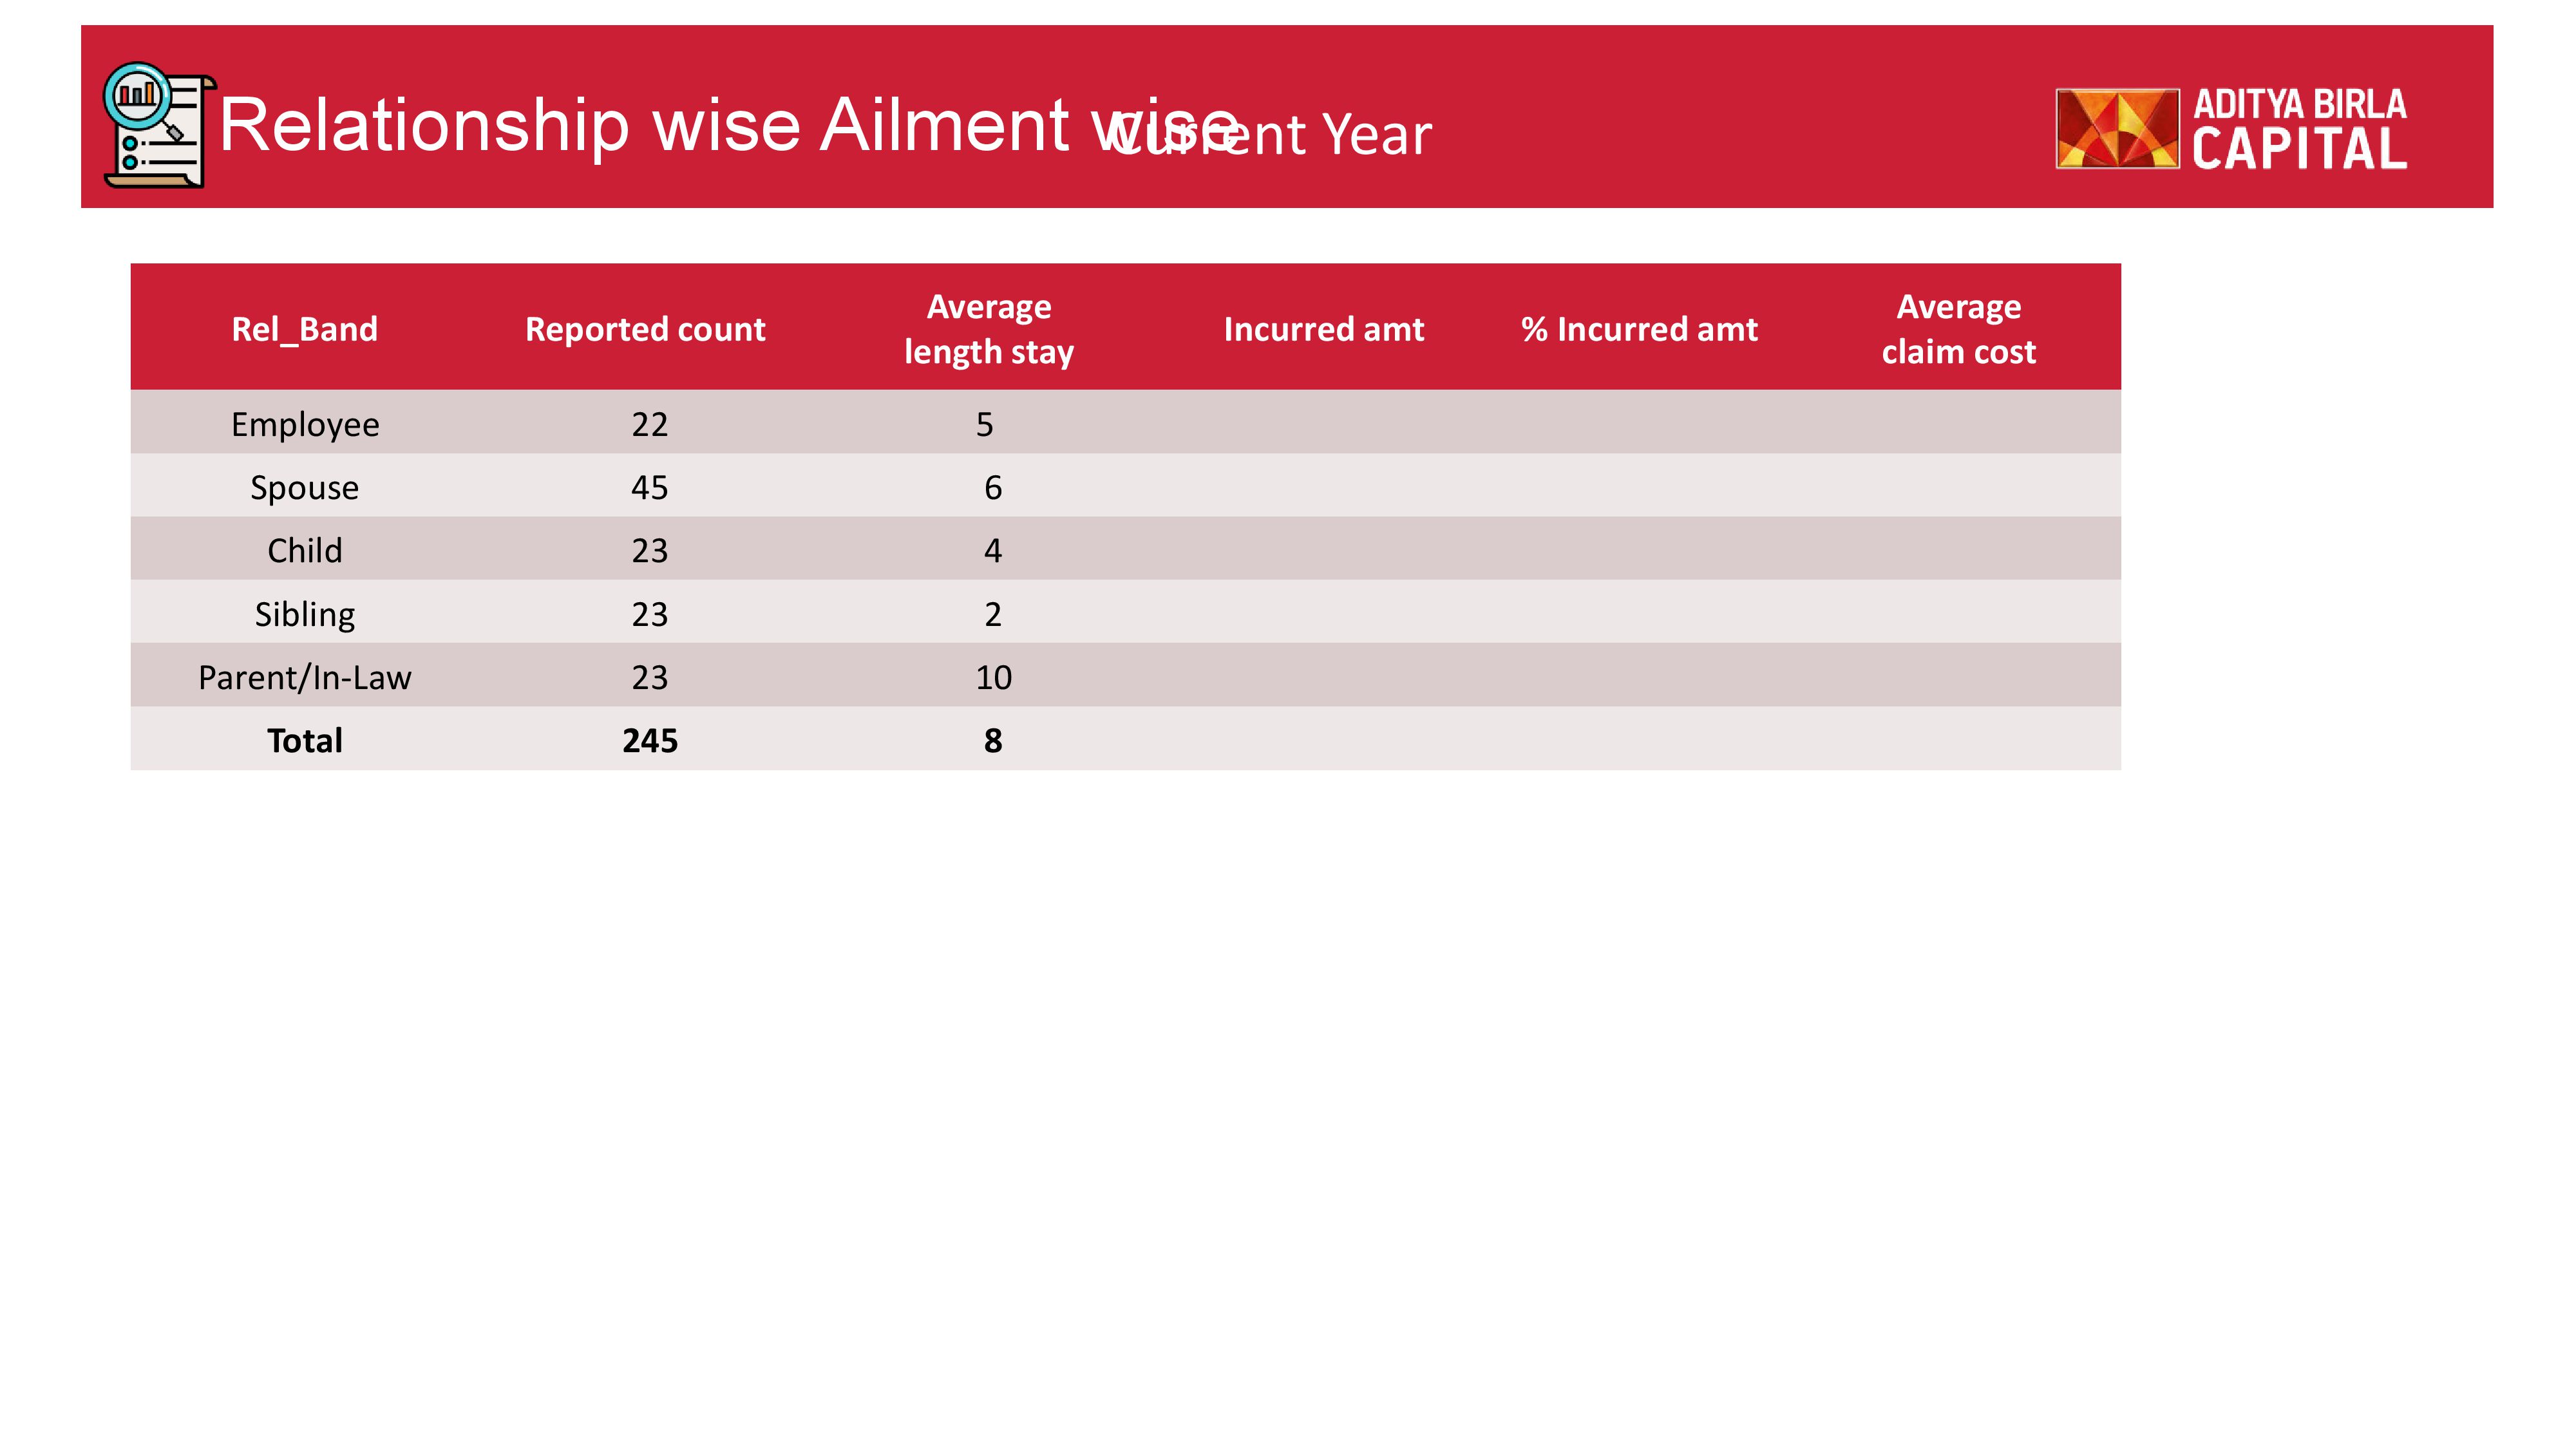 Relationship wise Ailment wise
Current Year
ADITYA BIRLA
CAPITAL
Rel_Band Reported count Average length stay Incurred amt % Incurred amt Average claim cost
Employee 22 5
Spouse 45 6
Child 23 4
Sibling 23 2
Parent/In-Law 23 10
Total 245 8